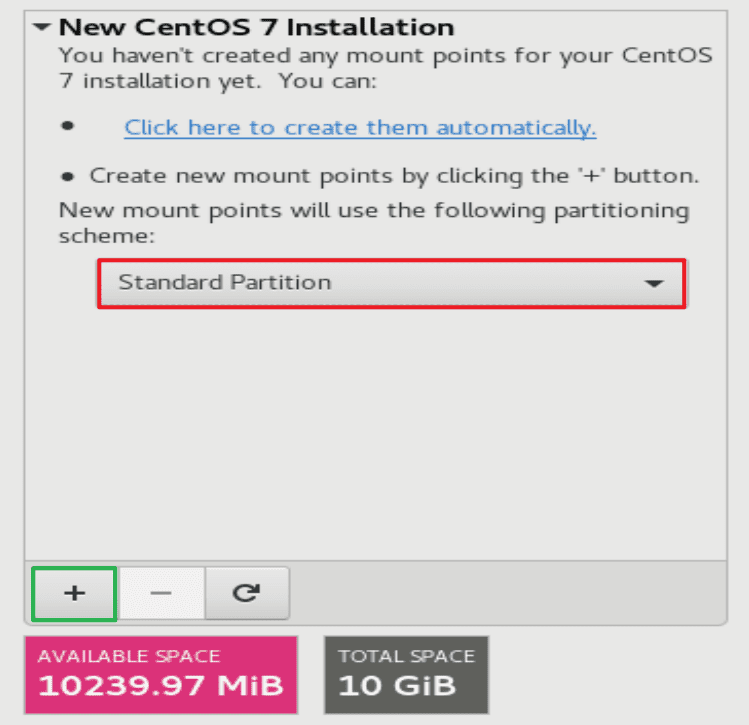 New CentOS 7 Installation
You haven't created any mount points for your CentOS
7 installation yet.  You can:
• Click here to create them automatically.
• Create new mount points by clicking the '+' button.
New mount points will use the following partitioning
scheme:
Standard Partition
+ −
AVAILABLE SPACE
10239.97 MiB
TOTAL SPACE
10 GiB